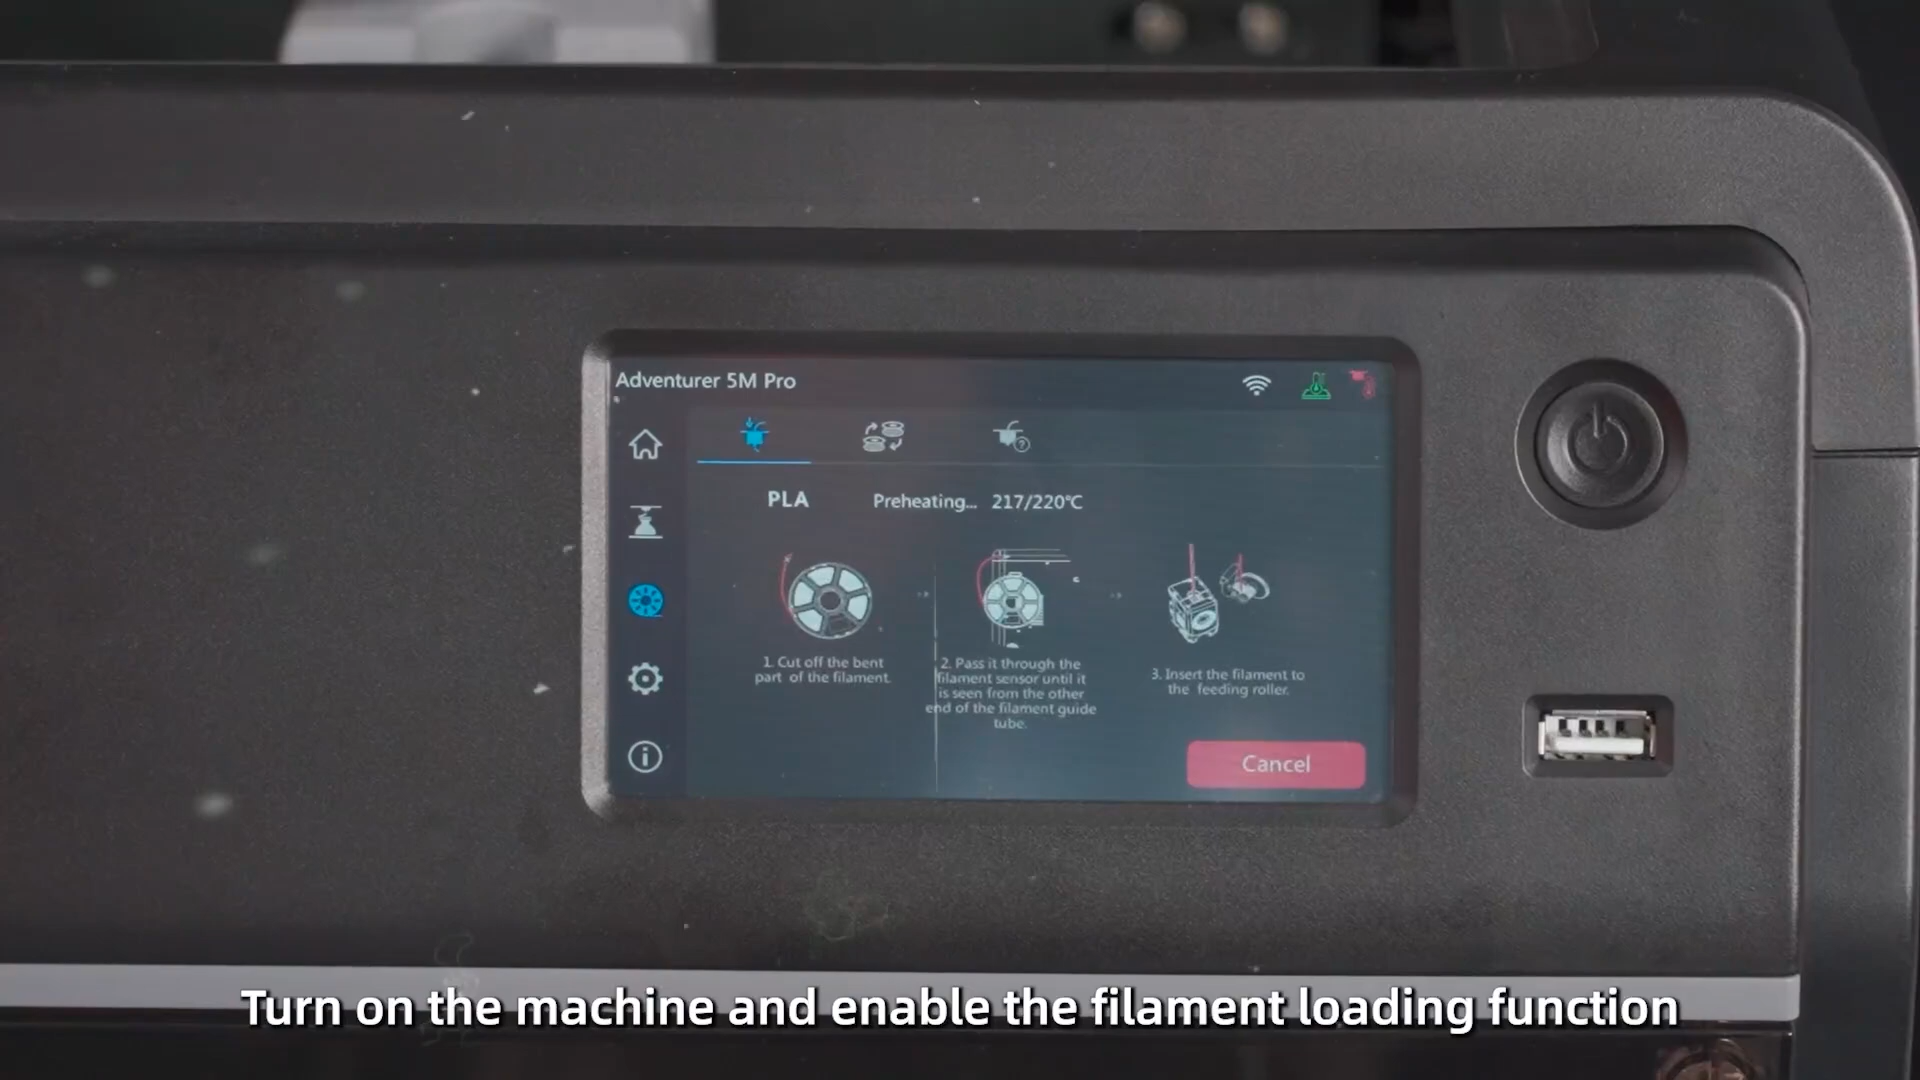 Adventurer 5M Pro
PLA
Preheating... 217/220℃
1. Cut off the bent
part of the filament.
2. Pass it through the
filament sensor until it
is seen from the other
end of the filament guide
tube.
3. Insert the filament to
the feeding roller.
Cancel
Turn on the machine and enable the filament loading function